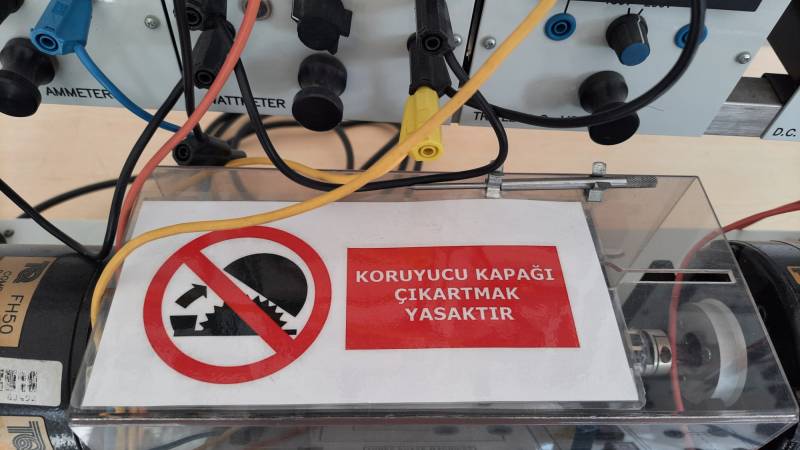 AMMETER
WATTMETER
D.C.
KORUYUCU KAPAĞI
ÇIKARTMAK
YASAKTIR
FH50